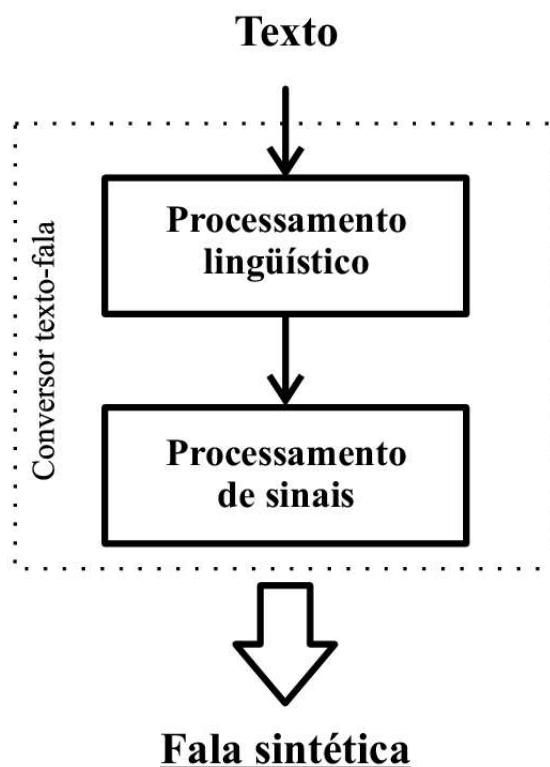 Texto
Conversor texto-fala
Processamento
lingüístico
Processamento
de sinais
Fala sintética